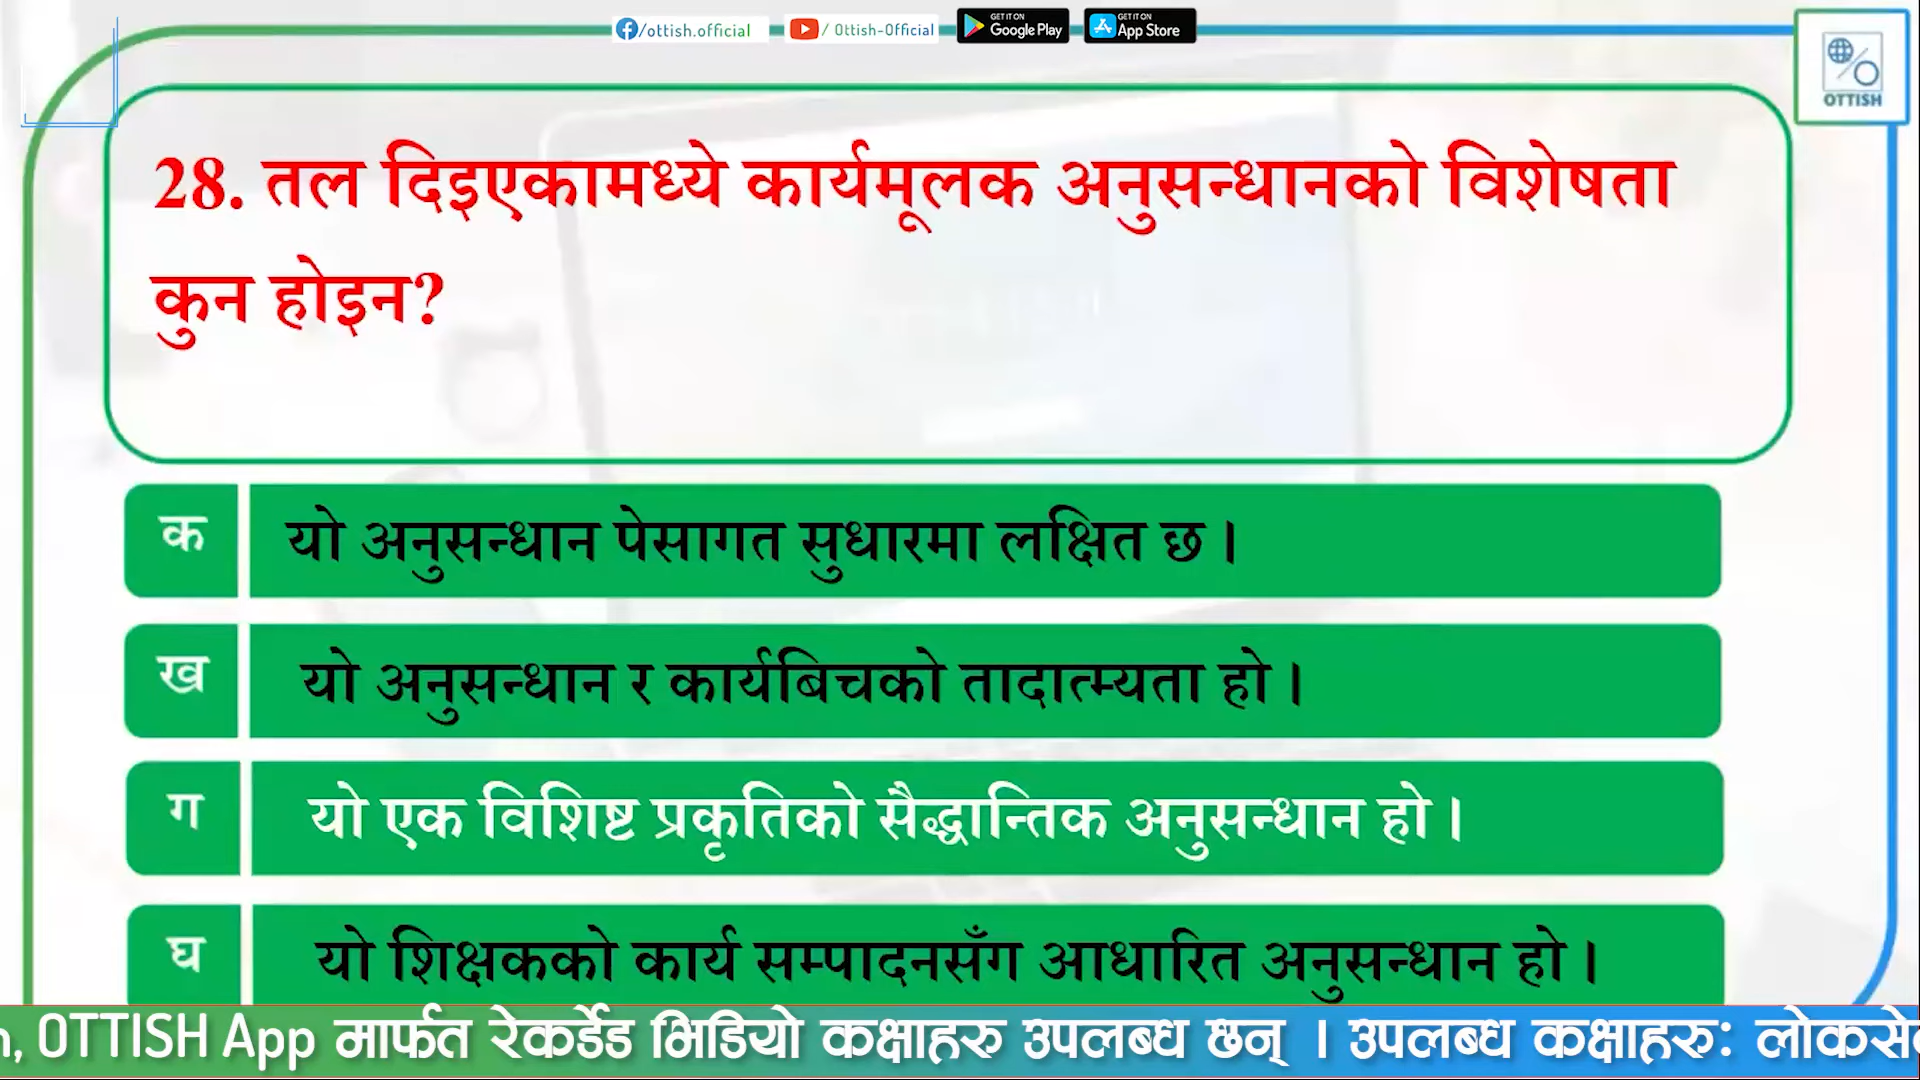 /ottish.official
/ Ottish-Official
GET IT ON
Google Play
GET IT ON
App Store
OTTISH
28. तल दिइएकामध्ये कार्यमूलक अनुसन्धानको विशेषता
कुन होइन?
क यो अनुसन्धान पेसागत सुधारमा लक्षित छ।
ख यो अनुसन्धान र कार्यबिचको तादात्म्यता हो।
ग यो एक विशिष्ट प्रकृतिको सैद्धान्तिक अनुसन्धान हो।
घ यो शिक्षकको कार्य सम्पादनसँग आधारित अनुसन्धान हो।
, OTTISH App मार्फत रेकर्डेड भिडियो कक्षाहरु उपलब्ध छन् । उपलब्ध कक्षाहरु: